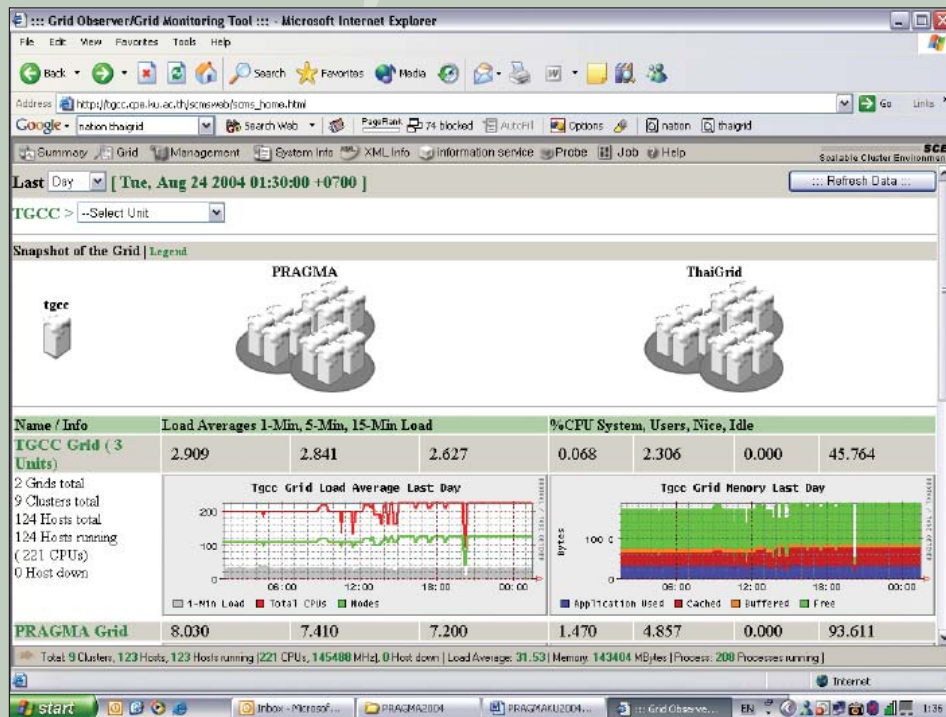 ::: Grid Observer/Grid Monitoring Tool ::: - Microsoft Internet Explorer
File Edit View Favorites Tools Help
Back Search Favorites Media
Address http://tgcc.cpe.ku.ac.th/scmsweb/scms_home.html Go Links
Google nation thaigrid Search Web PageRank 74 blocked AutoFill Options nation thaigrid
Summary Grid Management System Info XML Info information service Probe Job Help SCE
Scalable Cluster Environment
Last Day [ Tue, Aug 24 2004 01:30:00 +0700 ] ::: Refresh Data :::
TGCC > --Select Unit
Snapshot of the Grid | Legend
PRAGMA ThaiGrid
tgcc
Name / Info Load Averages 1-Min, 5-Min, 15-Min Load %CPU System, Users, Nice, Idle
TGCC Grid ( 3 Units) 2.909 2.841 2.627 0.068 2.306 0.000 45.764
2 Grids total
9 Clusters total
124 Hosts total
124 Hosts running
( 221 CPUs)
0 Host down
Tgcc Grid Load Average Last Day
200
100
0
06:00 12:00 18:00 00:00
1-Min Load Total CPUs Nodes
Tgcc Grid Memory Last Day
Bytes
100 G
0
06:00 12:00 18:00 00:00
Application Used Cached Buffered Free
PRAGMA Grid 8.030 7.410 7.200 1.470 4.857 0.000 93.611
Total: 9 Clusters, 123 Hosts, 123 Hosts running [221 CPUs, 145488 MHz], 0 Host down | Load Average: 31.53 | Memory: 143404 MBytes | Process: 208 Processes running ]
Internet
start Inbox - Microsof... PRAGMA2004 PRAGMAKU2004... ::: Grid Observe... EN 1:36